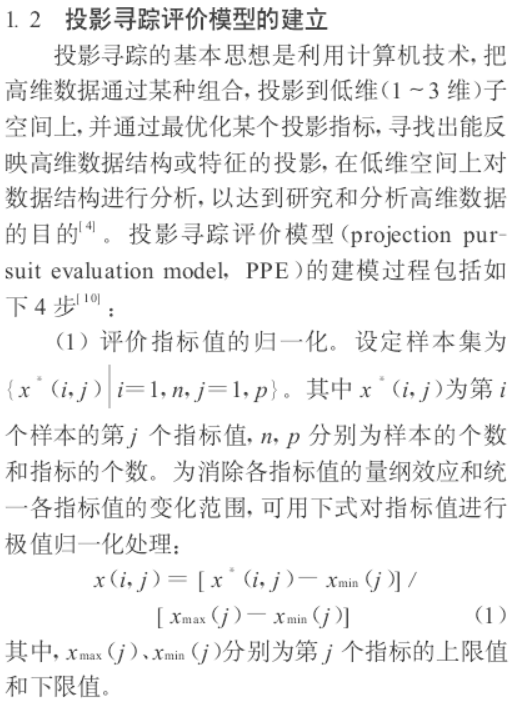 1. 2 投影寻踪评价模型的建立
投影寻踪的基本思想是利用计算机技术,把
高维数据通过某种组合,投影到低维(1~3 维)子
空间上,并通过最优化某个投影指标,寻找出能反
映高维数据结构或特征的投影,在低维空间上对
数据结构进行分析,以达到研究和分析高维数据
的目的[4]。投影寻踪评价模型(projection pur-
suit evaluation model, PPE)的建模过程包括如
下 4 步[10]:
(1) 评价指标值的归一化。设定样本集为
{x*(i,j)|i=1,n,j=1,p}。其中 x*(i,j)为第 i
个样本的第 j 个指标值, n, p 分别为样本的个数
和指标的个数。为消除各指标值的量纲效应和统
一各指标值的变化范围,可用下式对指标值进行
极值归一化处理:
x(i,j)=[x*(i,j)-xmin(j)]/
[xmax(j)-xmin(j)] (1)
其中, xmax(j)、xmin(j)分别为第 j 个指标的上限值
和下限值。